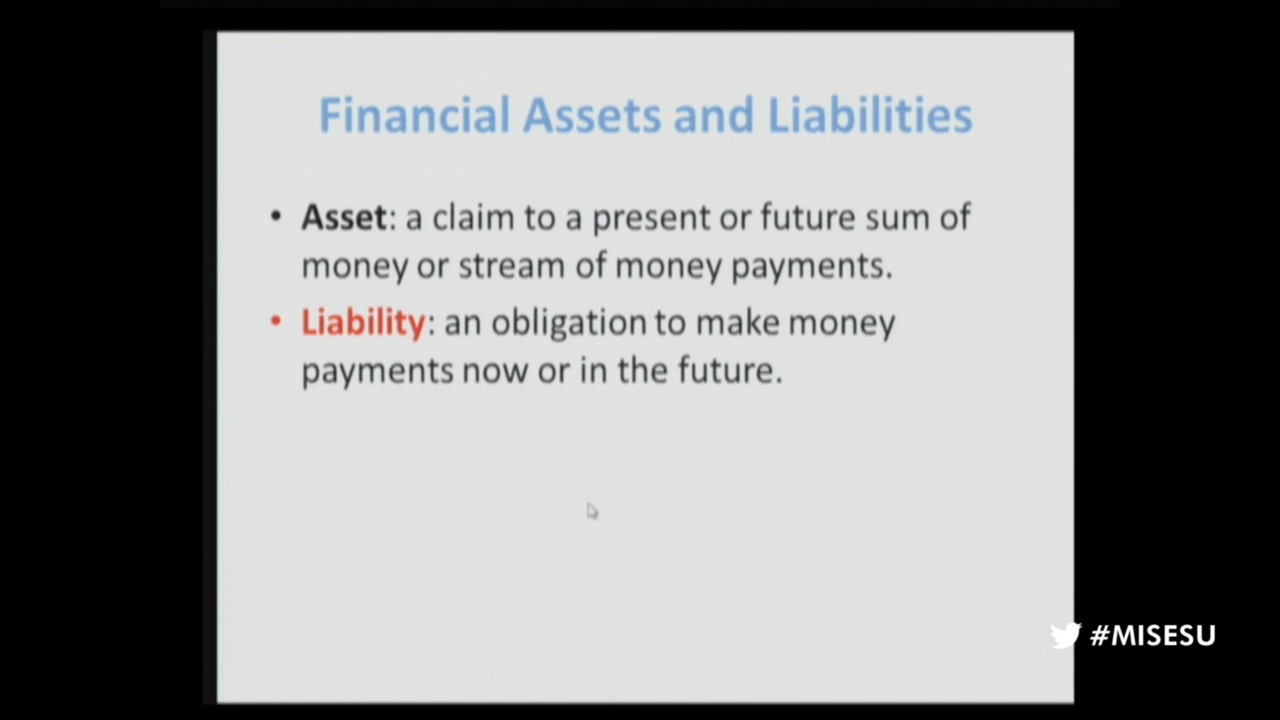 Financial Assets and Liabilities
• Asset: a claim to a present or future sum of
money or stream of money payments.
• Liability: an obligation to make money
payments now or in the future.
#MISESU